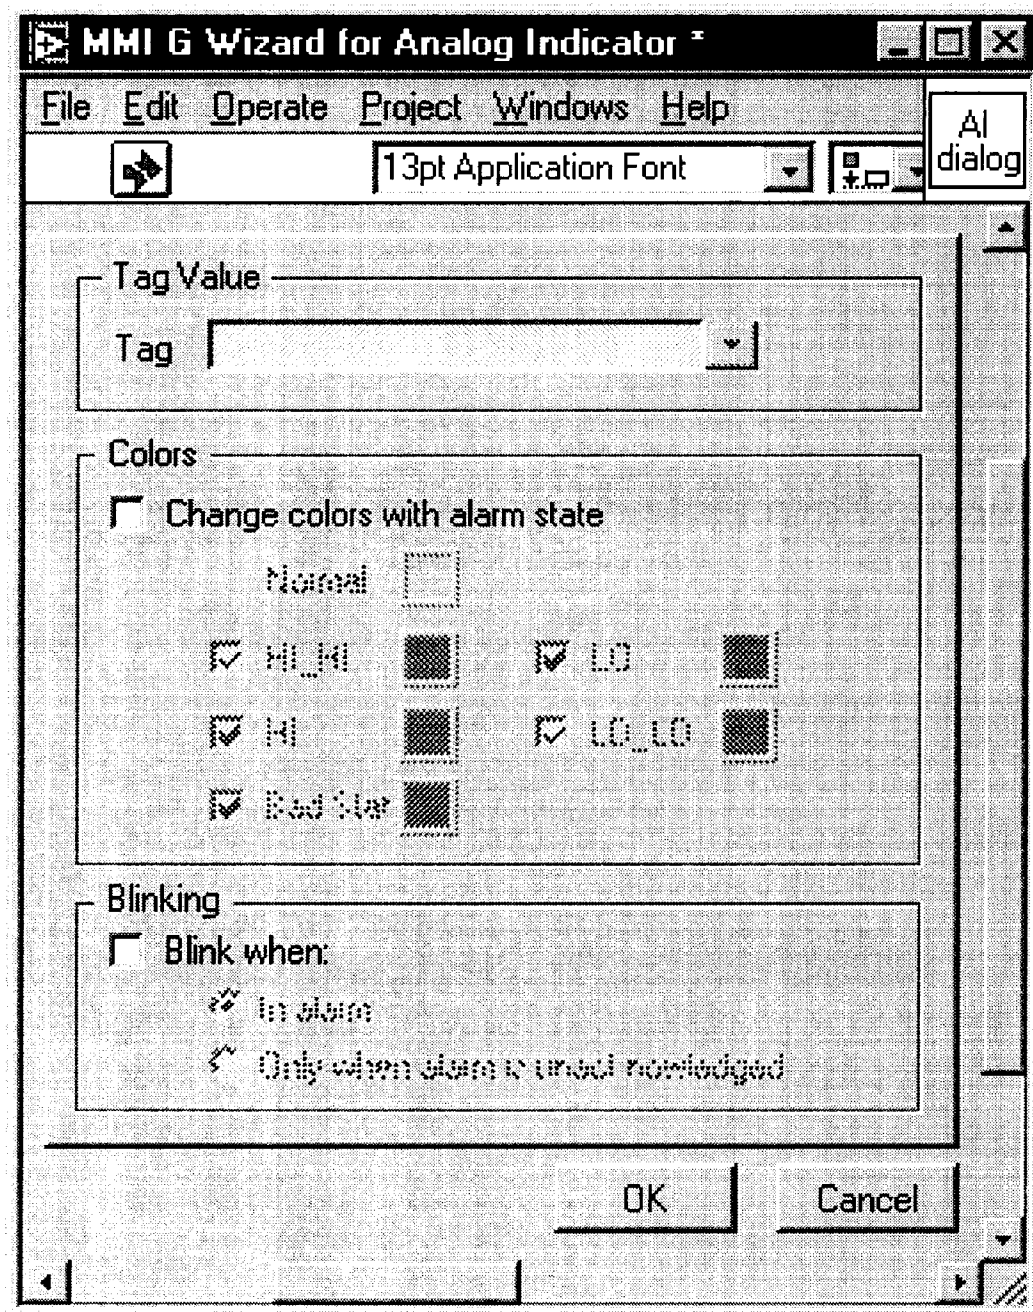 MMI G Wizard for Analog Indicator *
File Edit Operate Project Windows Help
AI
dialog
13pt Application Font
Tag Value
Tag
Colors
Change colors with alarm state
Normal
HI_HI LO
HI LO_LO
Bad Stat
Blinking
Blink when:
In alarm
Only when alarm is unacknowledged
OK Cancel